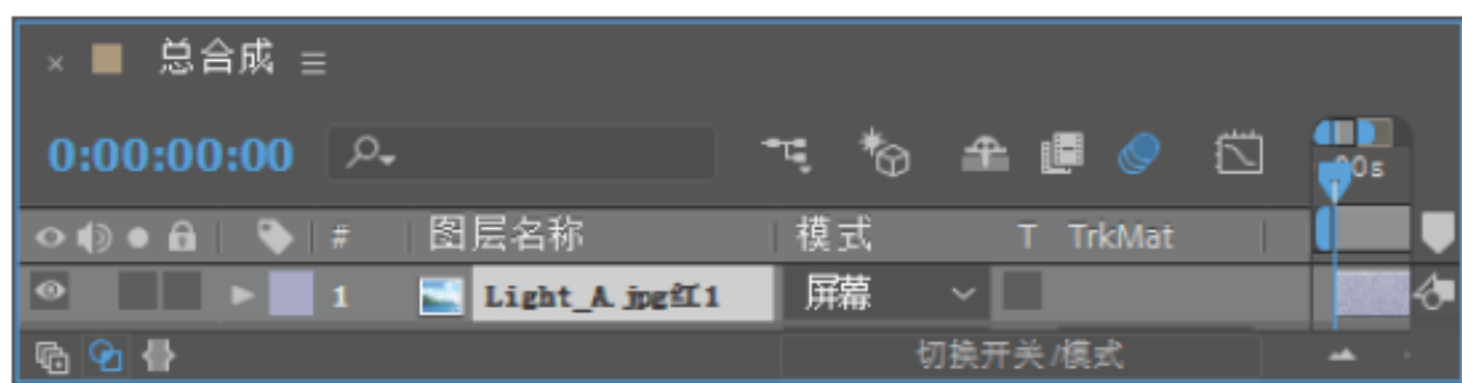 × 总合成 ≡
0:00:00:00
:00s
# 图层名称 模式 T TrkMat
1 Light_A.jpg红1 屏幕
切换开关/模式